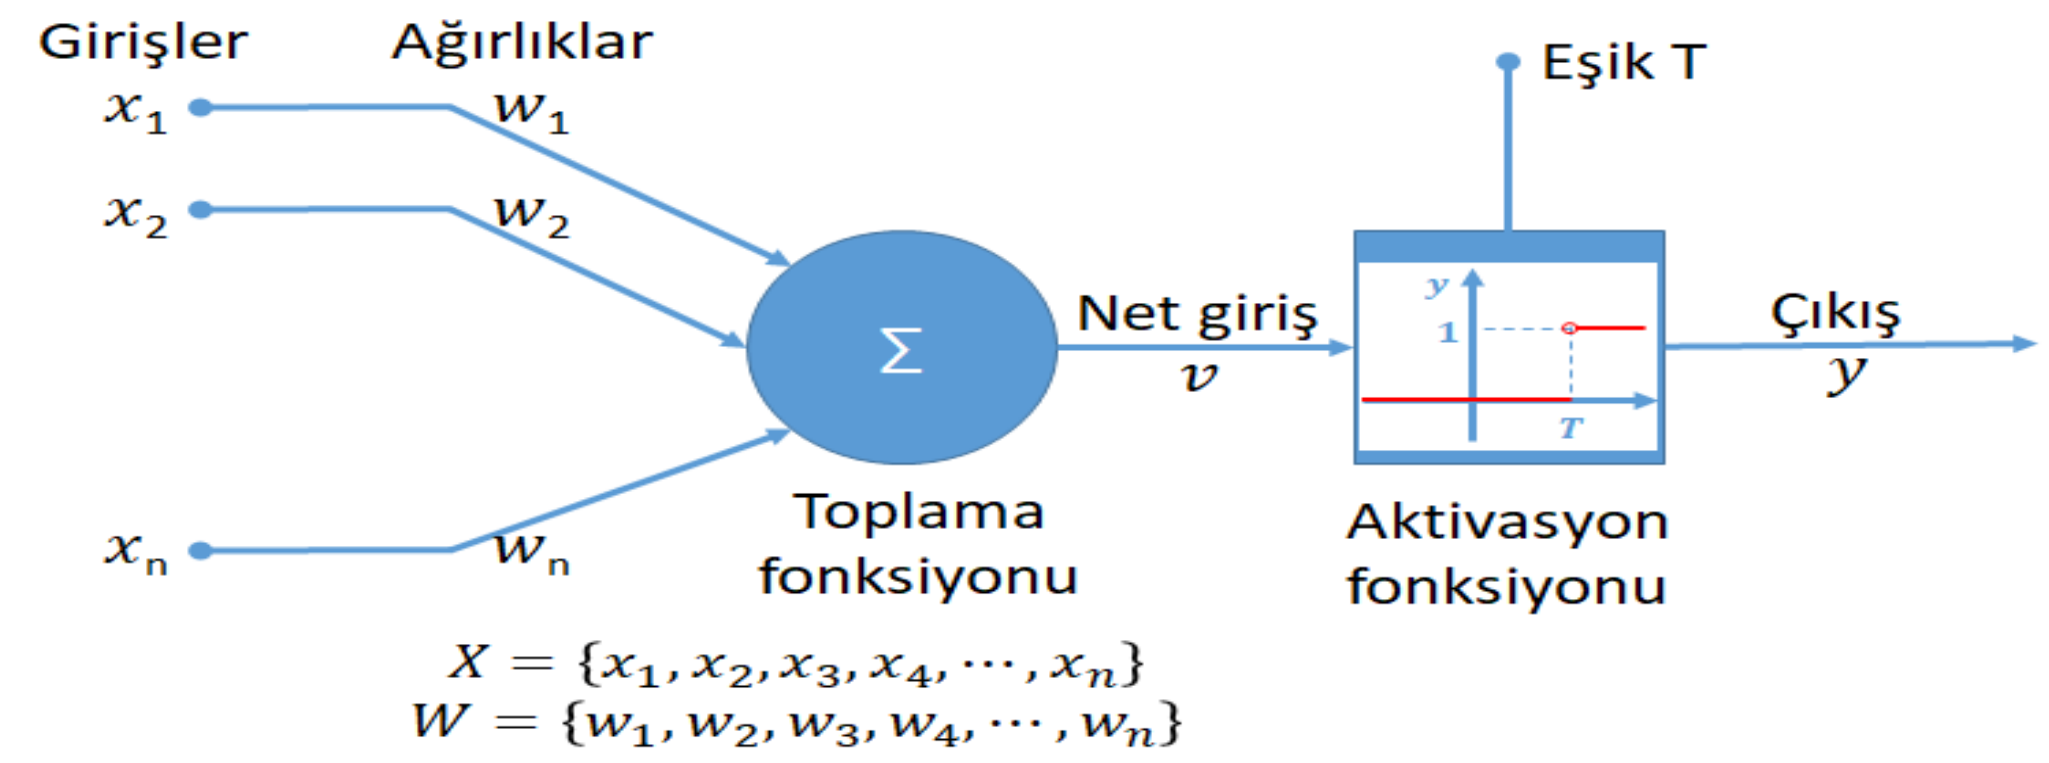 Girişler
Ağırlıklar
Eşik T
x₁
w₁
x₂
w₂
xₙ
wₙ
Σ
Net giriş
v
y
1
T
Çıkış
y
Toplama
fonksiyonu
Aktivasyon
fonksiyonu
X = {x₁, x₂, x₃, x₄, ⋯ , xₙ}
W = {w₁, w₂, w₃, w₄, ⋯ , wₙ}